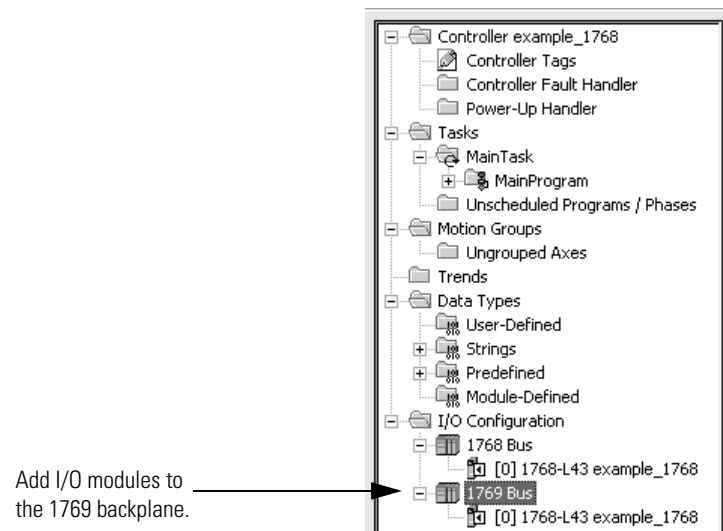 Controller example_1768
Controller Tags
Controller Fault Handler
Power-Up Handler
Tasks
MainTask
MainProgram
Unscheduled Programs / Phases
Motion Groups
Ungrouped Axes
Trends
Data Types
User-Defined
Strings
Predefined
Module-Defined
I/O Configuration
1768 Bus
[0] 1768-L43 example_1768
Add I/O modules to
the 1769 backplane.
1769 Bus
[0] 1768-L43 example_1768